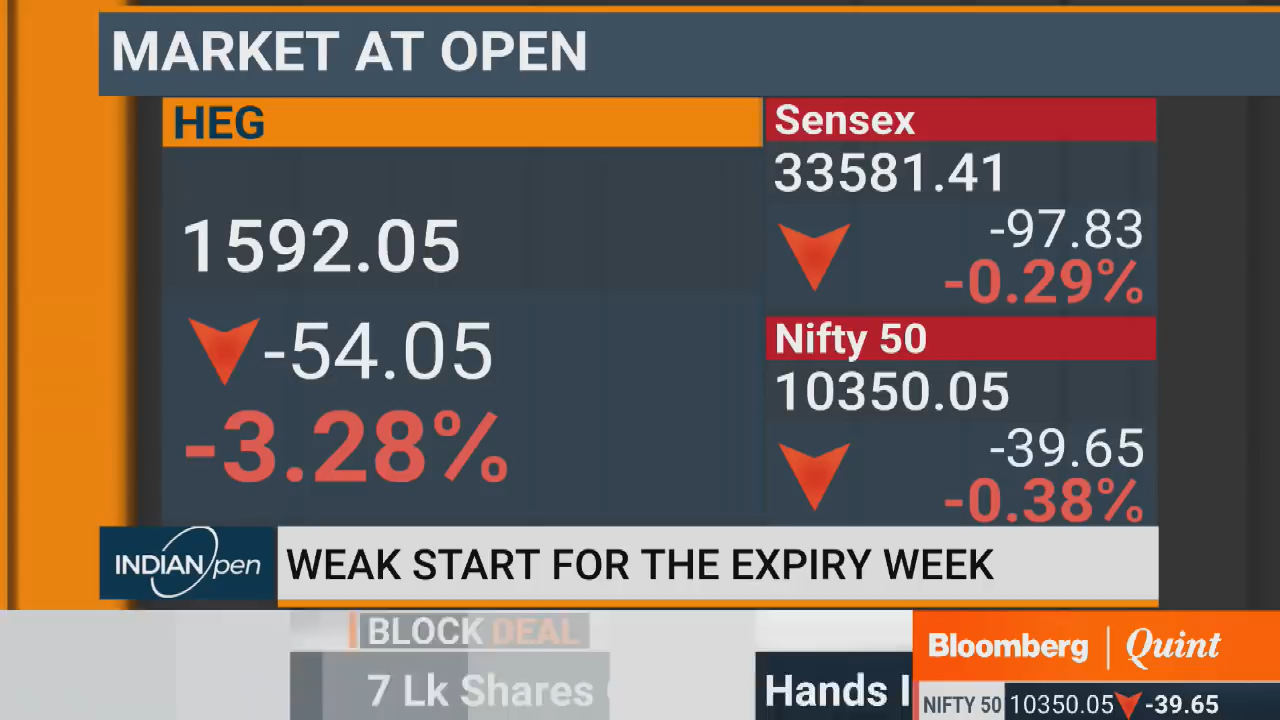 MARKET AT OPEN
HEG
1592.05
-54.05
-3.28%
Sensex
33581.41
-97.83
-0.29%
Nifty 50
10350.05
-39.65
-0.38%
INDIAN Open
WEAK START FOR THE EXPIRY WEEK
BLOCK DEAL
7 Lk Shares
Hands
Bloomberg | Quint
NIFTY 50 10350.05 -39.65